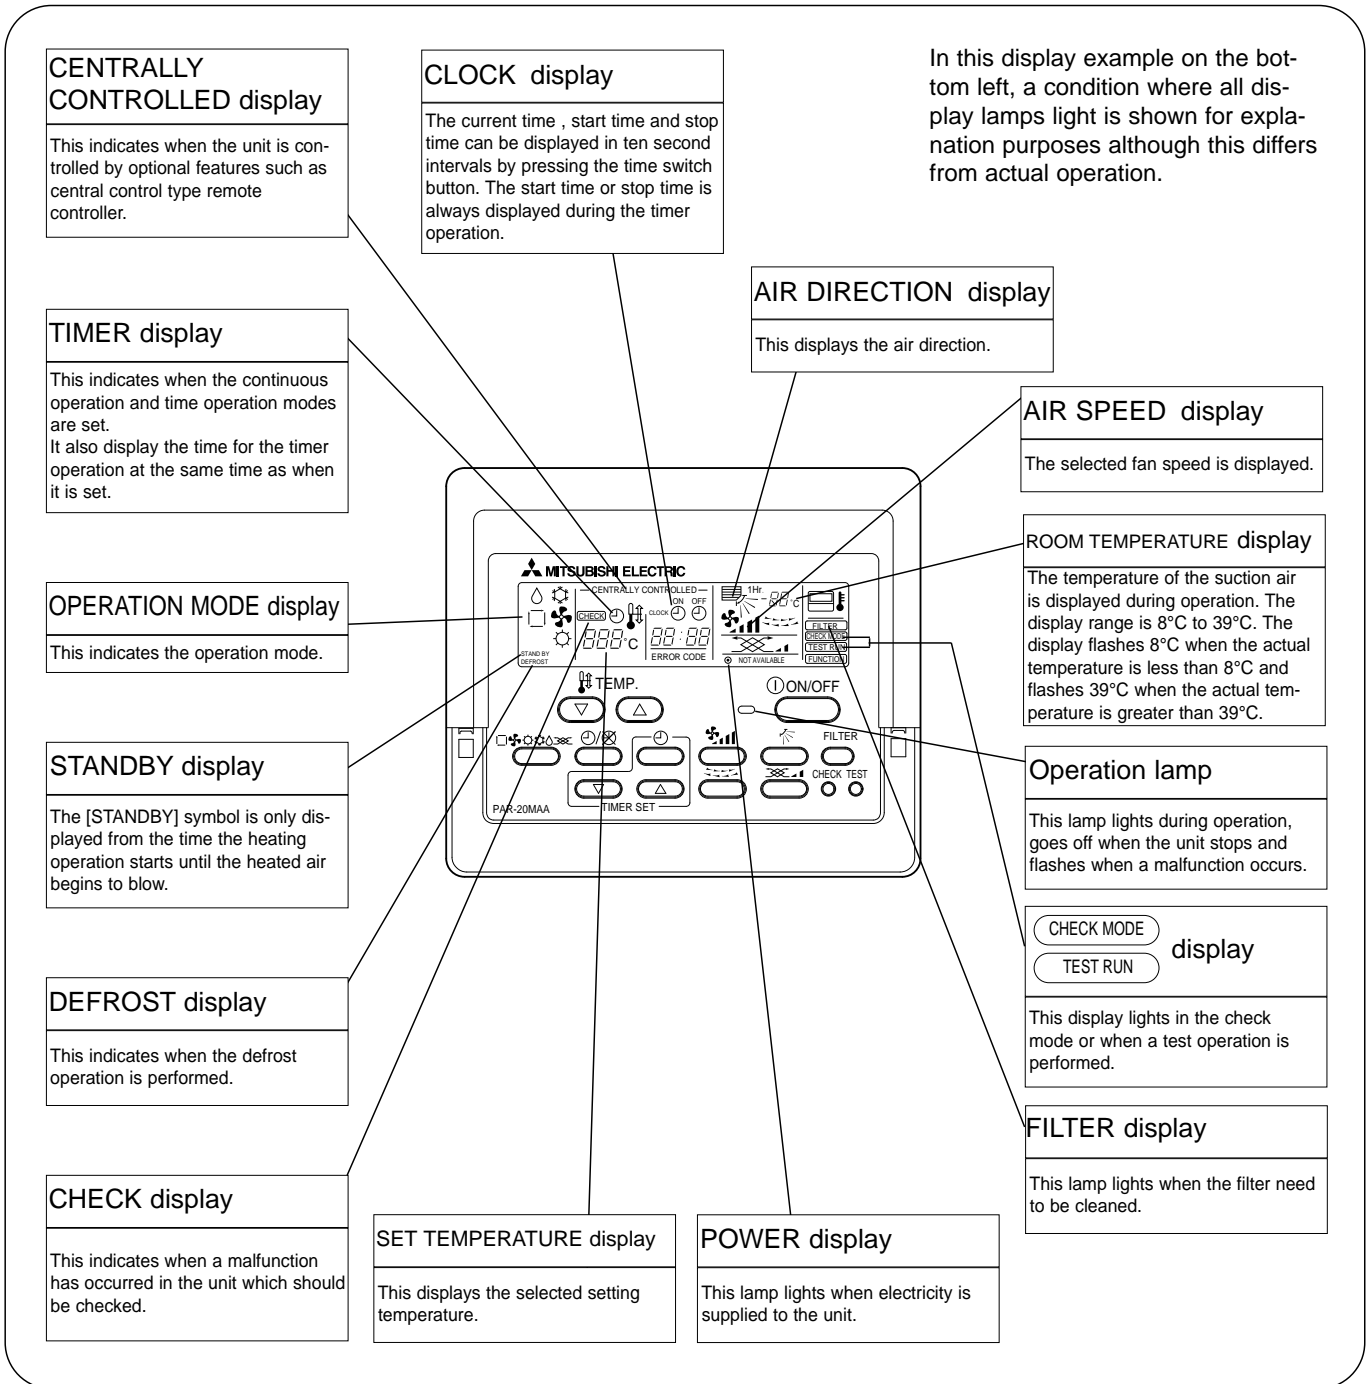 CENTRALLY
CONTROLLED display
This indicates when the unit is con-
trolled by optional features such as
central control type remote
controller.
CLOCK display
The current time , start time and stop
time can be displayed in ten second
intervals by pressing the time switch
button. The start time or stop time is
always displayed during the timer
operation.
In this display example on the bot-
tom left, a condition where all dis-
play lamps light is shown for expla-
nation purposes although this differs
from actual operation.
AIR DIRECTION display
This displays the air direction.
TIMER display
This indicates when the continuous
operation and time operation modes
are set.
It also display the time for the timer
operation at the same time as when
it is set.
AIR SPEED display
The selected fan speed is displayed.
ROOM TEMPERATURE display
The temperature of the suction air
is displayed during operation. The
display range is 8°C to 39°C. The
display flashes 8°C when the actual
temperature is less than 8°C and
flashes 39°C when the actual tem-
perature is greater than 39°C.
OPERATION MODE display
This indicates the operation mode.
MITSUBISHI ELECTRIC
CENTRALLY CONTROLLED
ON OFF
1Hr.
88°C
CHECK
CLOCK
888°C
88:88
ERROR CODE
STAND BY
DEFROST
NOT AVAILABLE
FILTER
CHECK MODE
TEST RUN
FUNCTION
TEMP.
ON/OFF
FILTER
CHECK TEST
PAR-20MAA
TIMER SET
STANDBY display
The [STANDBY] symbol is only dis-
played from the time the heating
operation starts until the heated air
begins to blow.
Operation lamp
This lamp lights during operation,
goes off when the unit stops and
flashes when a malfunction occurs.
CHECK MODE
TEST RUN
display
This display lights in the check
mode or when a test operation is
performed.
DEFROST display
This indicates when the defrost
operation is performed.
FILTER display
This lamp lights when the filter need
to be cleaned.
CHECK display
This indicates when a malfunction
has occurred in the unit which should
be checked.
SET TEMPERATURE display
This displays the selected setting
temperature.
POWER display
This lamp lights when electricity is
supplied to the unit.